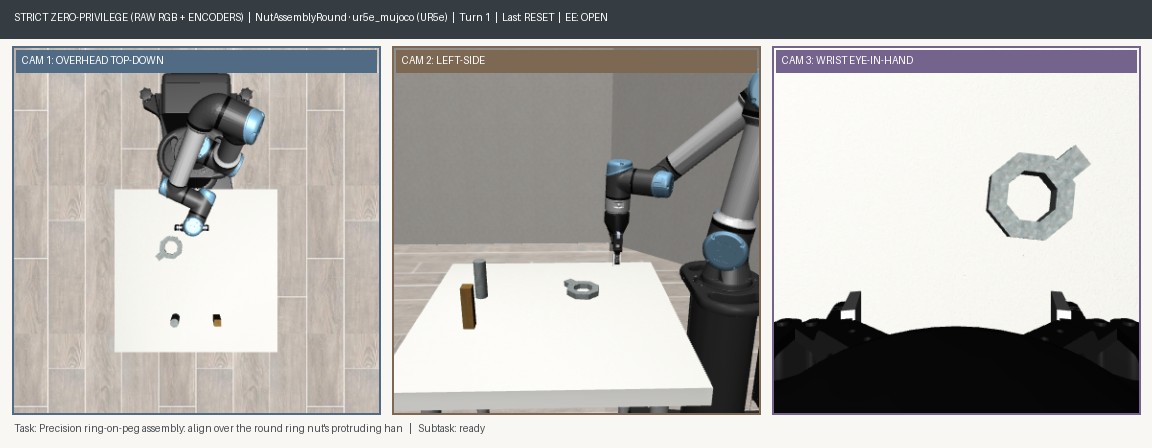 STRICT ZERO-PRIVILEGE (RAW RGB + ENCODERS) | NutAssemblyRound · ur5e_mujoco (UR5e) | Turn 1 | Last: RESET | EE: OPEN
CAM 1: OVERHEAD TOP-DOWN
CAM 2: LEFT-SIDE
CAM 3: WRIST EYE-IN-HAND
Task: Precision ring-on-peg assembly: align over the round ring nut's protruding han | Subtask: ready